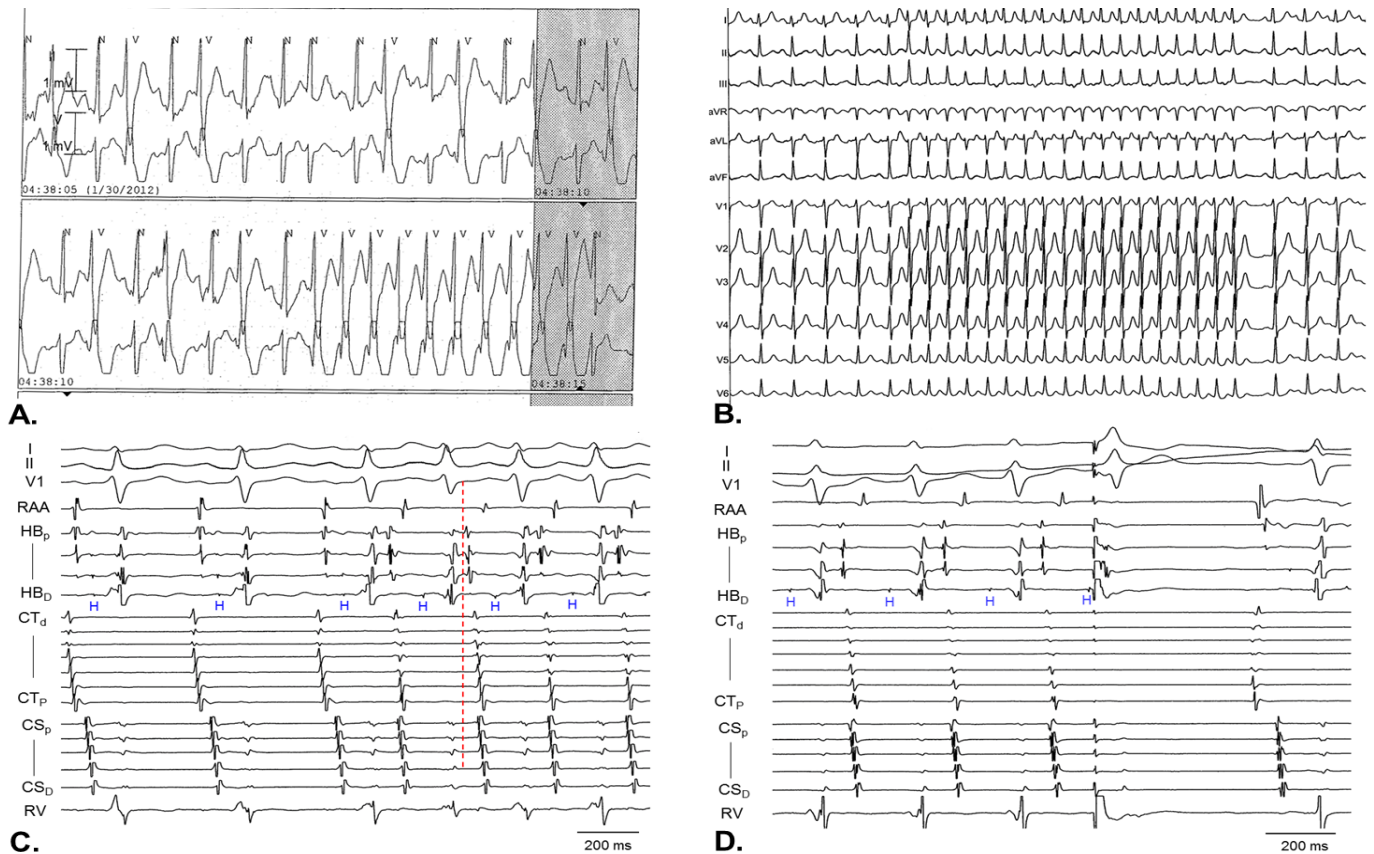 N N V N V N N N N V N V N N V
II
1 mV
V
1 mV
04:38:05 (1/30/2012) 04:38:10
N V N N V N V V V V V V V V V V N
04:38:10 04:38:15
A.
I
II
III
aVR
aVL
aVF
V1
V2
V3
V4
V5
V6
B.
I
II
V1
RAA
HBp
HBD
H H H H H H
CTd
CTP
CSp
CSD
RV
200 ms
C.
I
II
V1
RAA
HBp
HBD
H H H H
CTd
CTP
CSp
CSD
RV
200 ms
D.